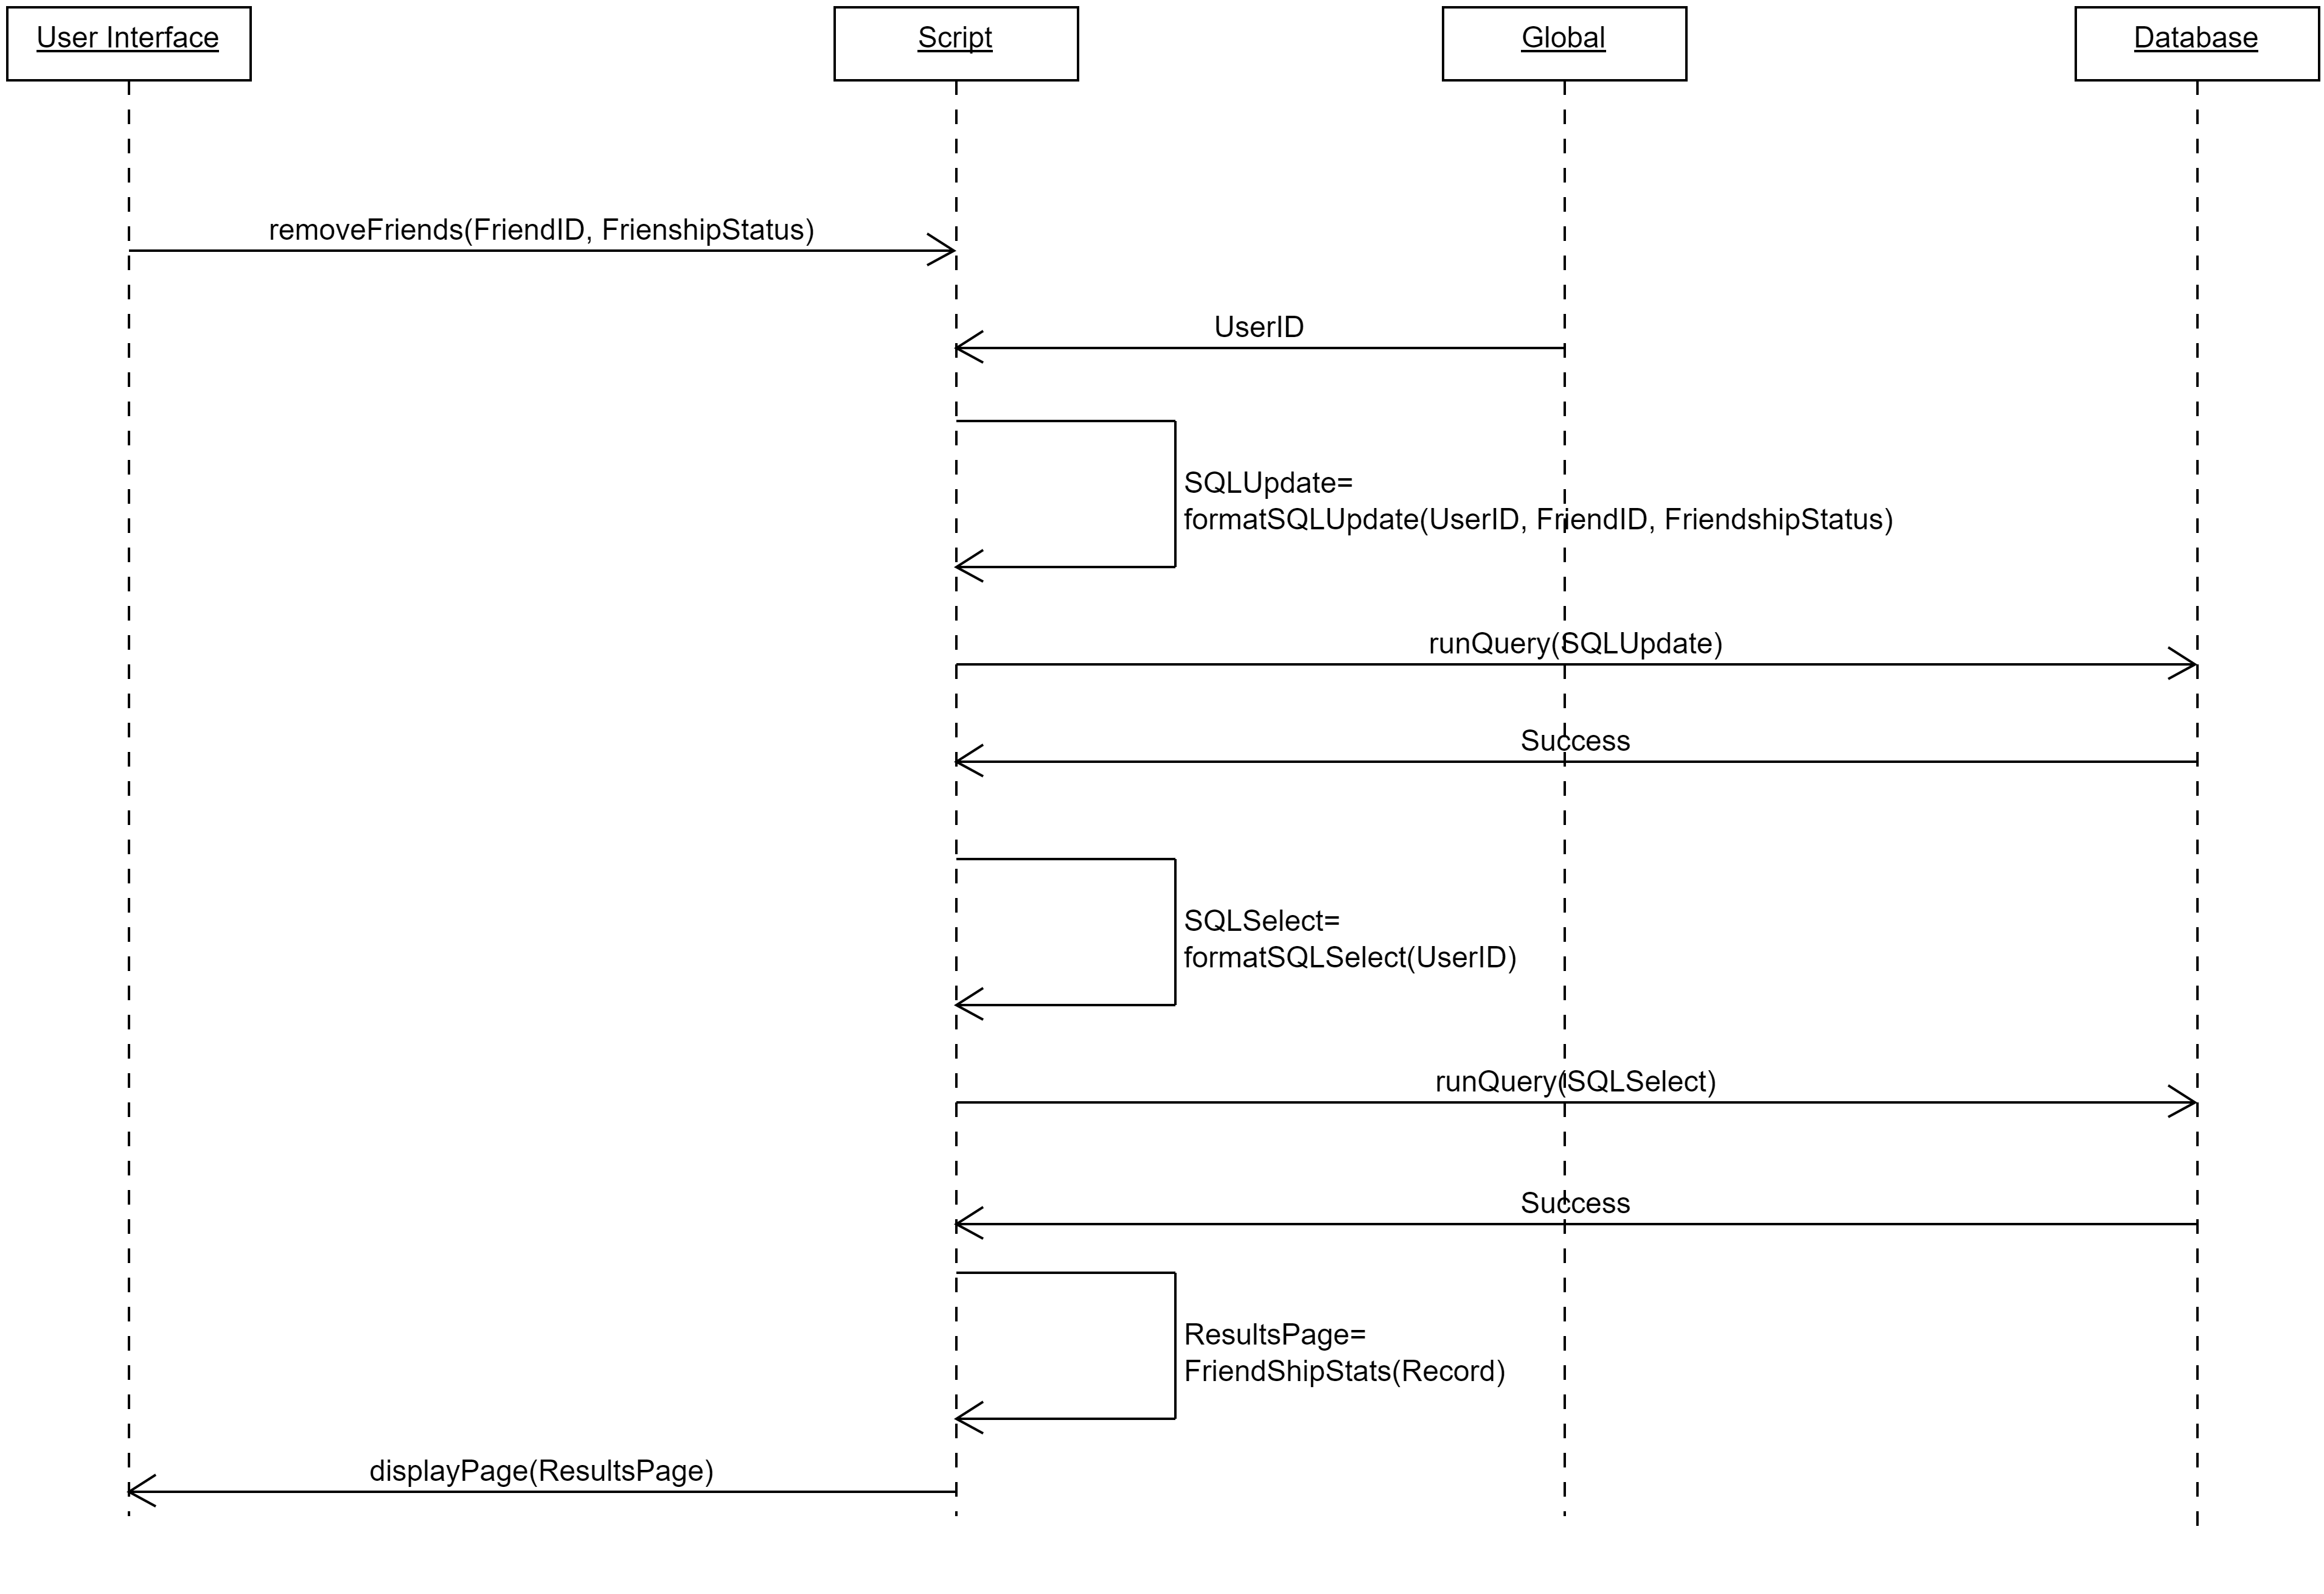 User Interface
Script
Global
Database
removeFriends(FriendID, FrienshipStatus)
UserID
SQLUpdate=
formatSQLUpdate(UserID, FriendID, FriendshipStatus)
runQuery(SQLUpdate)
Success
SQLSelect=
formatSQLSelect(UserID)
runQuery(SQLSelect)
Success
ResultsPage=
FriendShipStats(Record)
displayPage(ResultsPage)